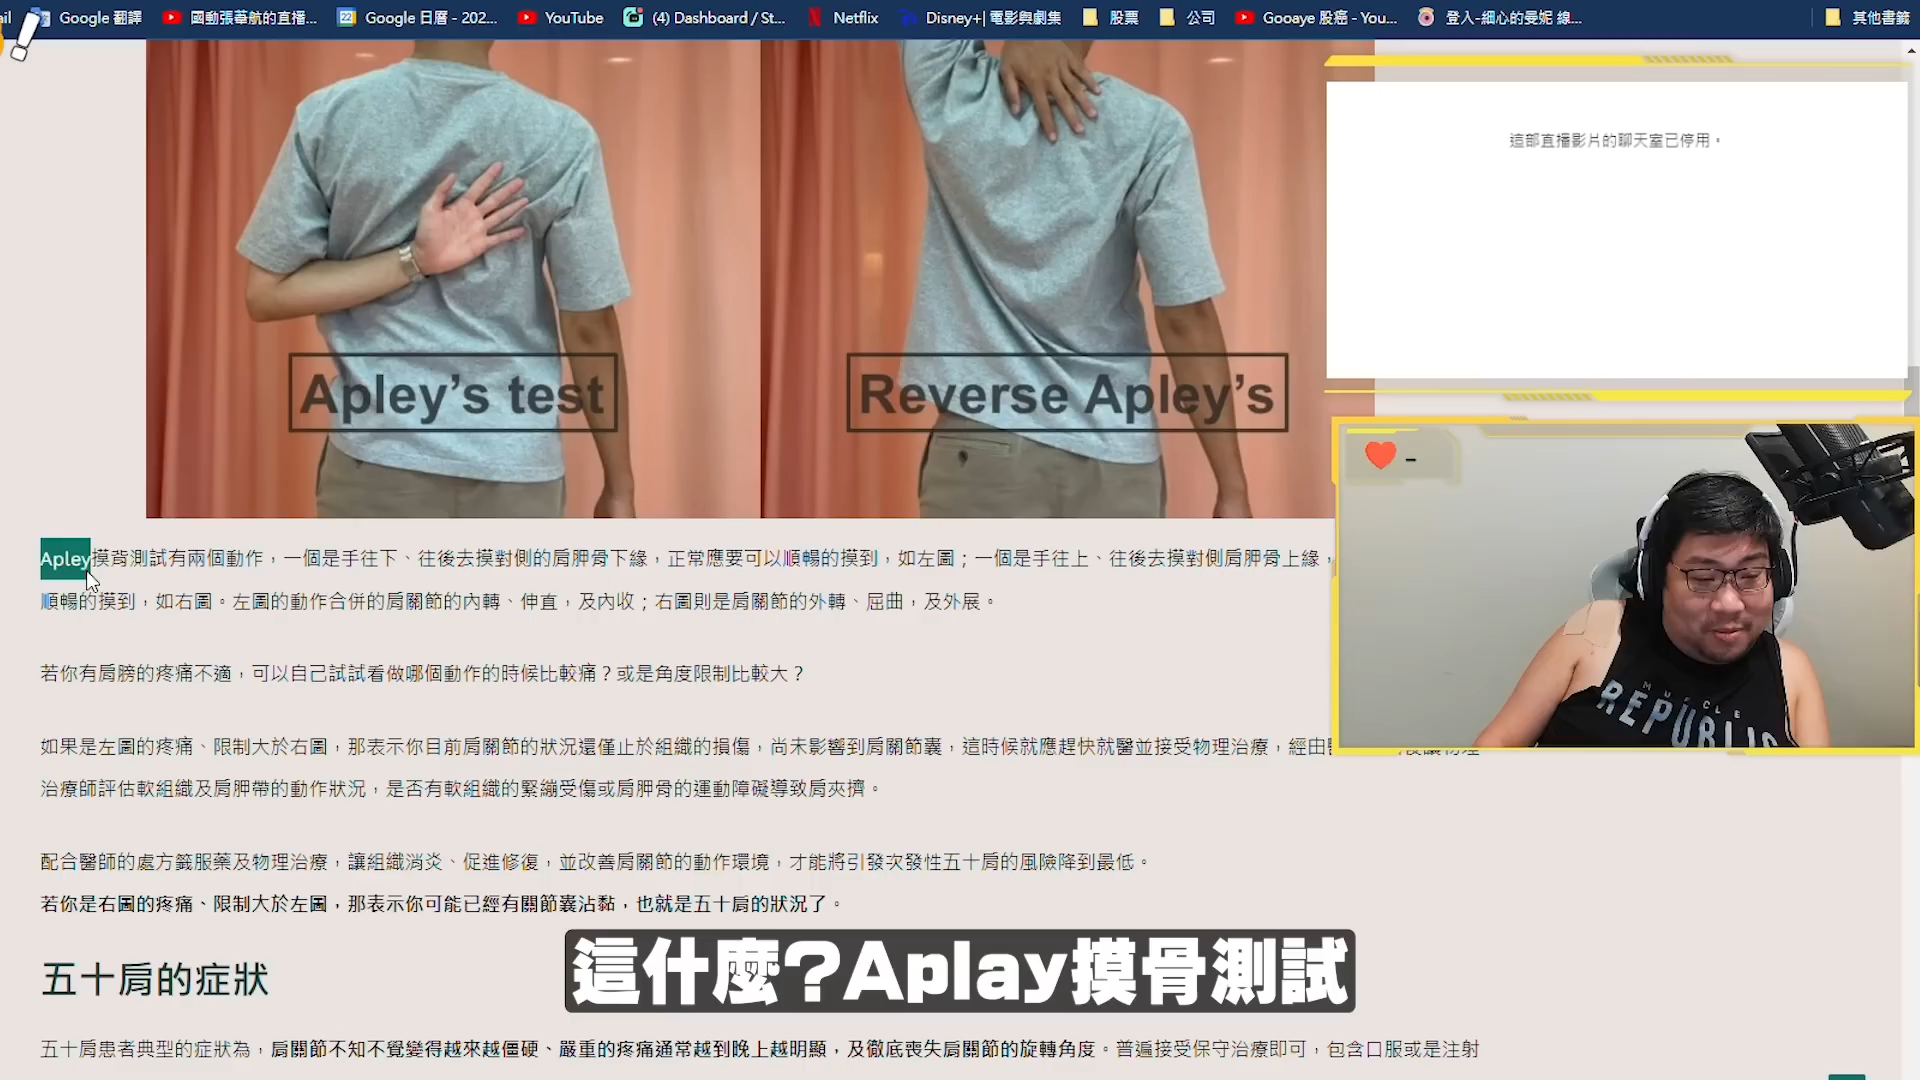 ail
Google 翻譯
國動張葦航的直播...
Google 日曆 - 202...
YouTube
(4) Dashboard / St...
Netflix
Disney+| 電影與劇集
股票
公司
Gooaye 股癌 - You...
登入-細心的曼妮 線...
其他書籤
這部直播影片的聊天室已停用。
Apley's test
Reverse Apley's
MUSCLE
REPUBLIC
Apley摸背測試有兩個動作，一個是手往下、往後去摸對側的肩胛骨下緣，正常應要可以順暢的摸到，如左圖；一個是手往上、往後去摸對側肩胛骨上緣，
順暢的摸到，如右圖。左圖的動作合併的肩關節的內轉、伸直，及內收；右圖則是肩關節的外轉、屈曲，及外展。
若你有肩膀的疼痛不適，可以自己試試看做哪個動作的時候比較痛？或是角度限制比較大？
如果是左圖的疼痛、限制大於右圖，那表示你目前肩關節的狀況還僅止於組織的損傷，尚未影響到肩關節囊，這時候就應趕快就醫並接受物理治療，經由
治療師評估軟組織及肩胛帶的動作狀況，是否有軟組織的緊繃受傷或肩胛骨的運動障礙導致肩夾擠。
配合醫師的處方籤服藥及物理治療，讓組織消炎、促進修復，並改善肩關節的動作環境，才能將引發次發性五十肩的風險降到最低。
若你是右圖的疼痛、限制大於左圖，那表示你可能已經有關節囊沾黏，也就是五十肩的狀況了。
五十肩的症狀
這什麼?Aplay摸骨測試
五十肩患者典型的症狀為，肩關節不知不覺變得越來越僵硬、嚴重的疼痛通常越到晚上越明顯，及徹底喪失肩關節的旋轉角度。普遍接受保守治療即可，包含口服或是注射